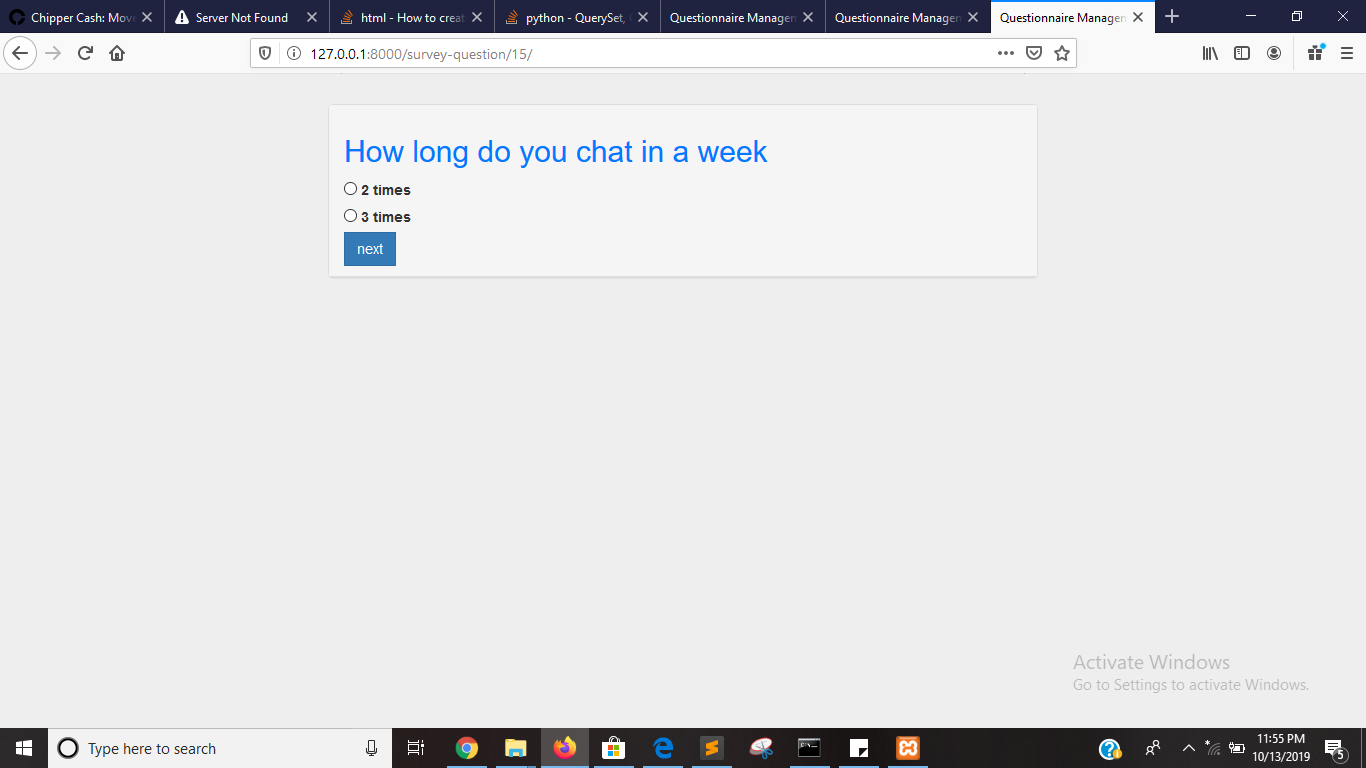 Chipper Cash: Move
Server Not Found
html - How to creat
python - QuerySet,
Questionnaire Managem
Questionnaire Managem
Questionnaire Managem
127.0.0.1:8000/survey-question/15/
How long do you chat in a week
2 times
3 times
next
Activate Windows
Go to Settings to activate Windows.
Type here to search
11:55 PM
10/13/2019
5